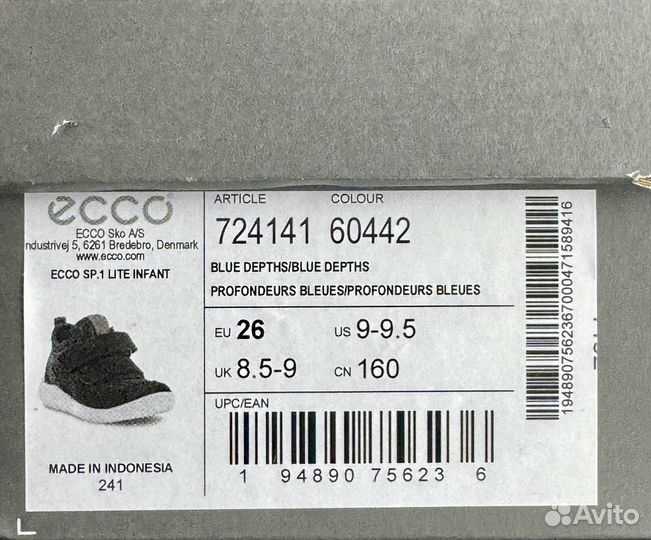 ecco
ECCO Sko A/S
ndustrivej 5, 6261 Bredebro, Denmark
www.ecco.com
ECCO SP.1 LITE INFANT
MADE IN INDONESIA
241
ARTICLE COLOUR
724141 60442
BLUE DEPTHS/BLUE DEPTHS
PROFONDEURS BLEUES/PROFONDEURS BLEUES
EU 26 US 9-9.5
UK 8.5-9 CN 160
UPC/EAN
1 94890 75623 6
19489075623670000471589416
Avito